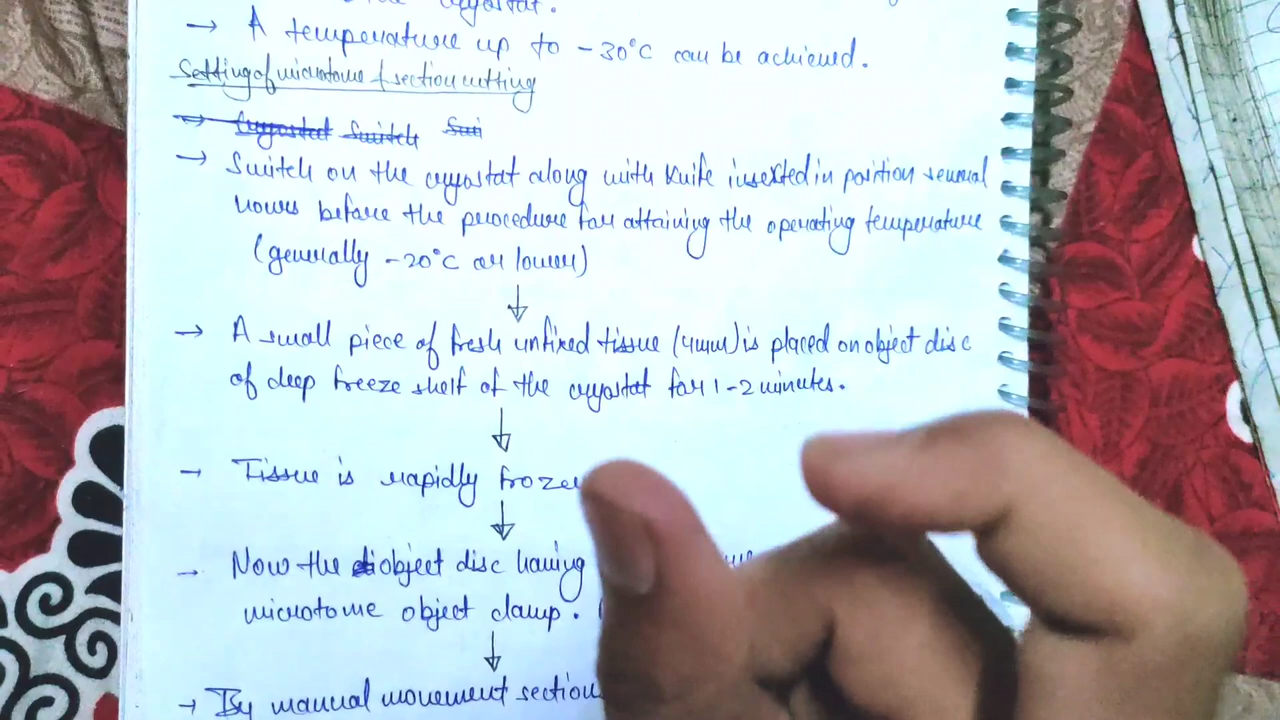 cryostat.
→ A temperature up to -30°C can be achieved.
Setting of microtome & section cutting
→ Cryostat Switch
→ Switch on the cryostat along with knife inserted in position several
hours before the procedure for attaining the operating temperature
(generally -20°C or lower)
↓
→ A small piece of fresh unfixed tissue (4mm) is placed on object disc
of deep freeze shelf of the cryostat for 1-2 minutes.
↓
→ Tissue is rapidly frozen
↓
→ Now the object disc having
microtome object clamp.
↓
→ By manual movement section